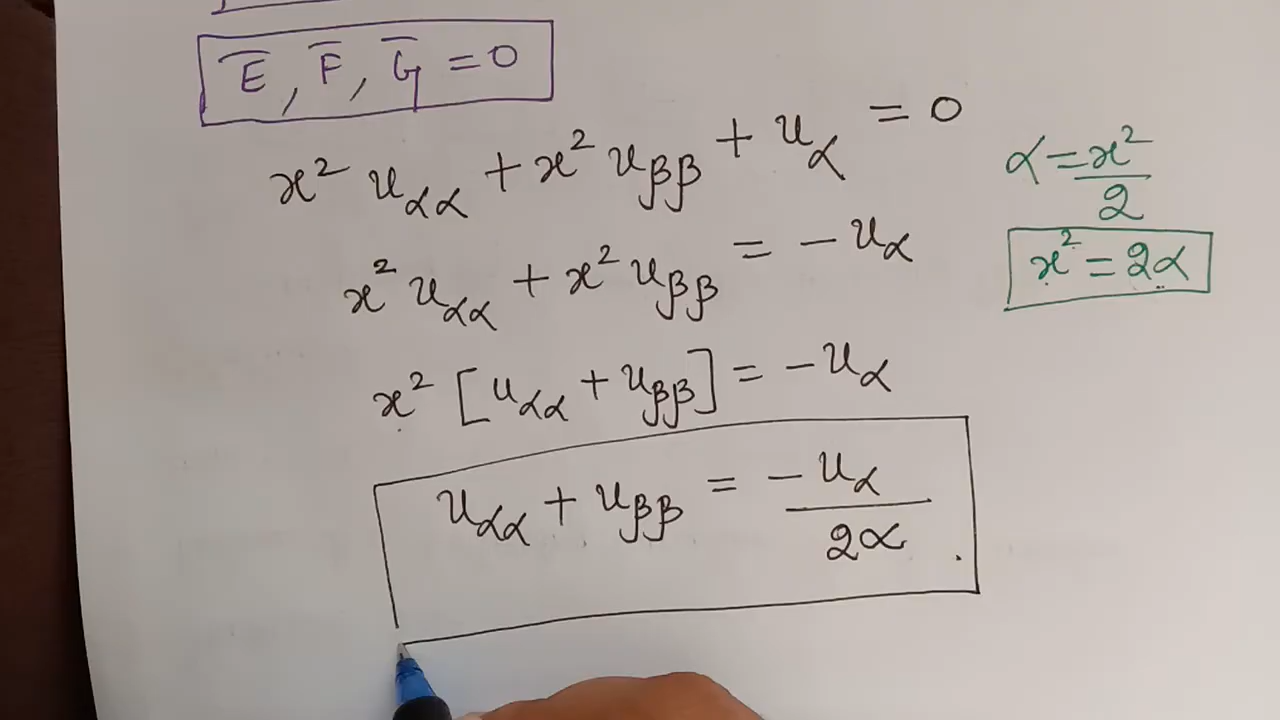 E̅, F̅, G̅ = 0
x² u_αα + x² u_ββ + u_α = 0
α = x²/2
x² u_αα + x² u_ββ = - u_α
x² = 2α
x² [u_αα + u_ββ] = - u_α
u_αα + u_ββ = - u_α / 2α .